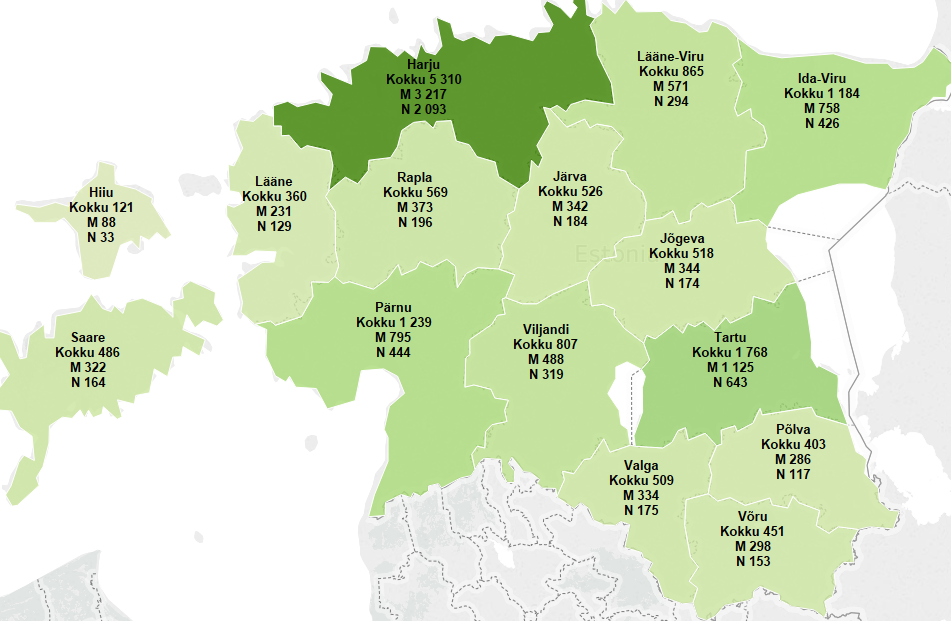 Harju
Kokku 5 310
M 3 217
N 2 093
Lääne-Viru
Kokku 865
M 571
N 294
Ida-Viru
Kokku 1 184
M 758
N 426
Hiiu
Kokku 121
M 88
N 33
Lääne
Kokku 360
M 231
N 129
Rapla
Kokku 569
M 373
N 196
Järva
Kokku 526
M 342
N 184
Jõgeva
Kokku 518
M 344
N 174
Estonia
Saare
Kokku 486
M 322
N 164
Pärnu
Kokku 1 239
M 795
N 444
Viljandi
Kokku 807
M 488
N 319
Tartu
Kokku 1 768
M 1 125
N 643
Valga
Kokku 509
M 334
N 175
Põlva
Kokku 403
M 286
N 117
Võru
Kokku 451
M 298
N 153